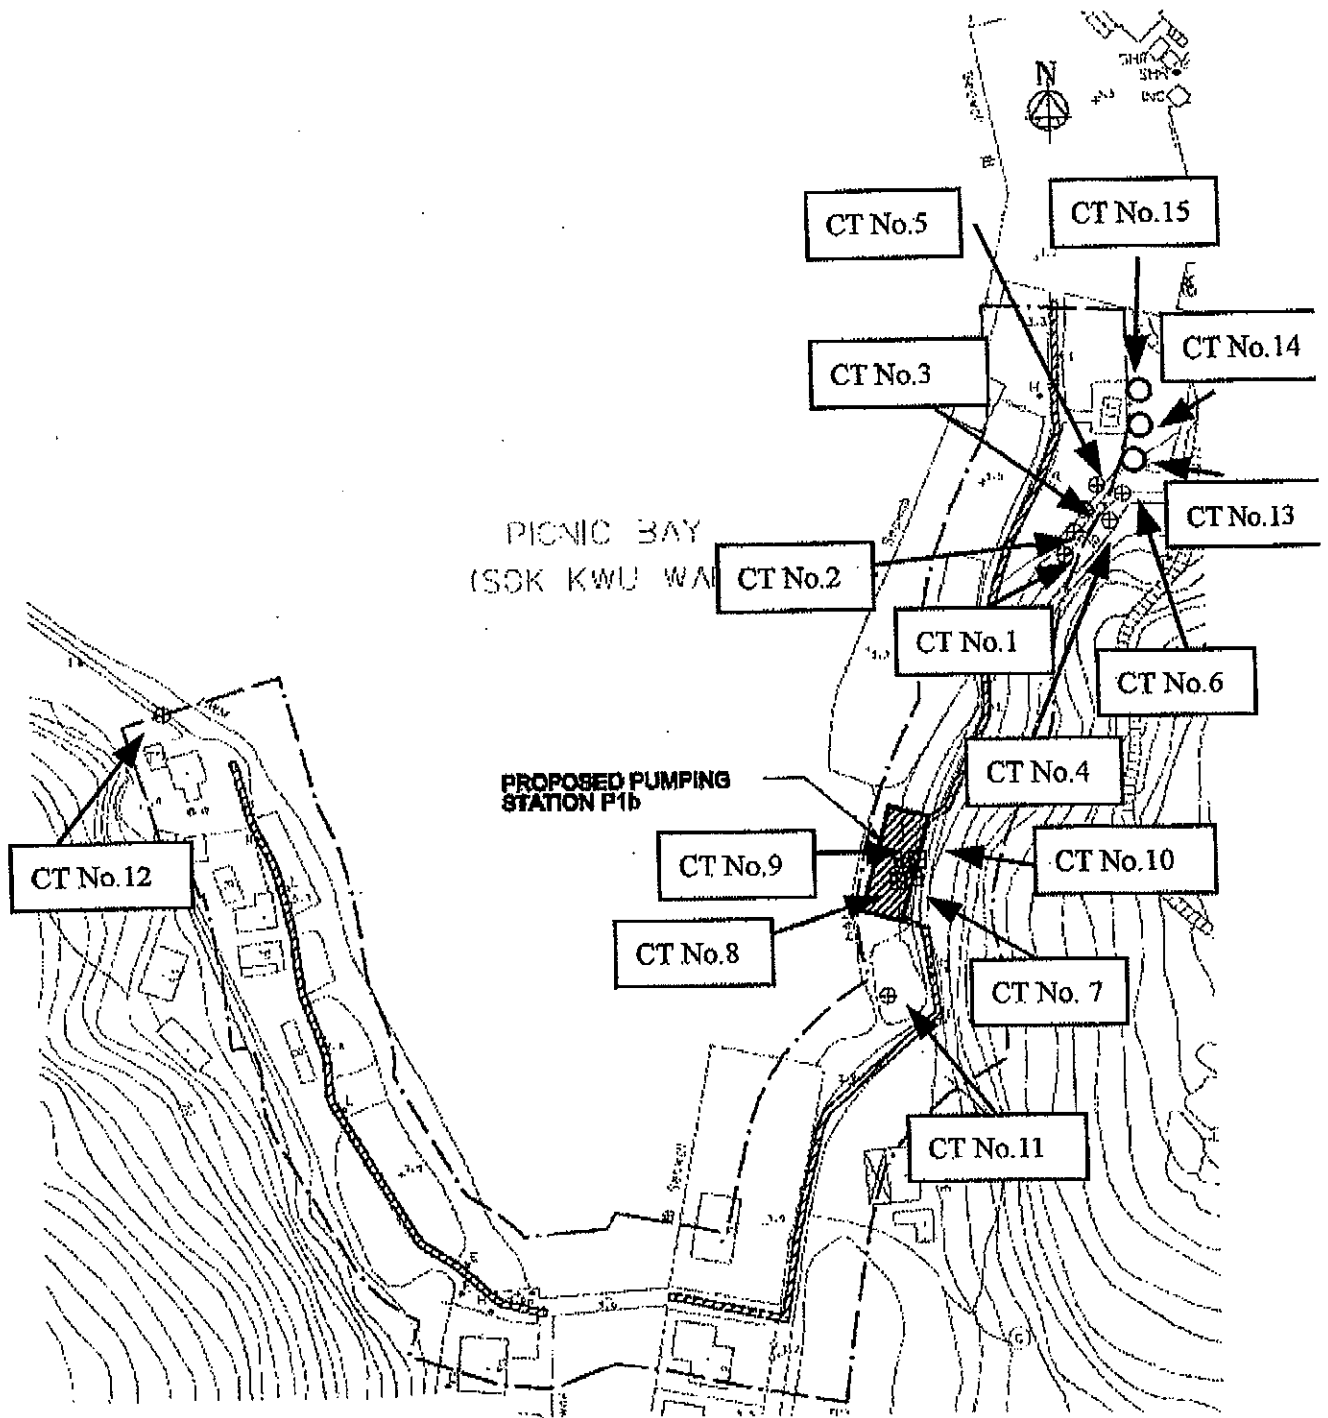 N
CT No.5
CT No.15
CT No.14
CT No.3
CT No.13
PICNIC BAY
(SOK KWU WA
CT No.2
CT No.1
CT No.6
CT No.4
PROPOSED PUMPING
STATION P1b
CT No.9
CT No.10
CT No.12
CT No.8
CT No. 7
CT No.11